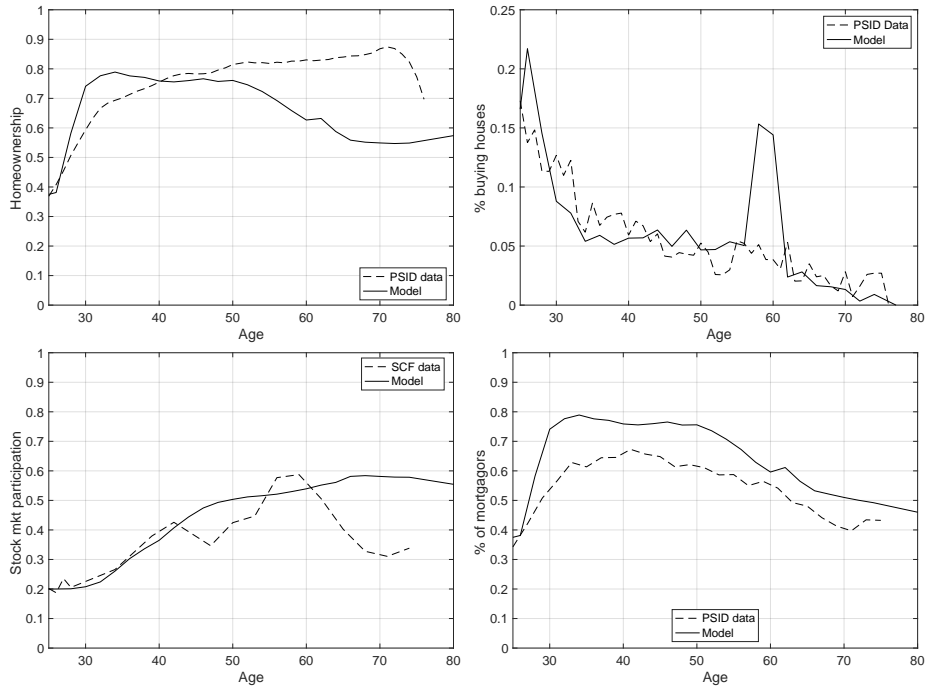 1
0.9
0.8
0.7
0.6
0.5
0.4
0.3
0.2
0.1
0
Homeownership
PSID data
Model
30 40 50 60 70 80
Age
0.25
0.2
0.15
0.1
0.05
0
% buying houses
PSID Data
Model
30 40 50 60 70 80
Age
1
0.9
0.8
0.7
0.6
0.5
0.4
0.3
0.2
0.1
0
Stock mkt participation
SCF data
Model
30 40 50 60 70 80
Age
1
0.9
0.8
0.7
0.6
0.5
0.4
0.3
0.2
0.1
0
% of mortgagors
PSID data
Model
30 40 50 60 70 80
Age